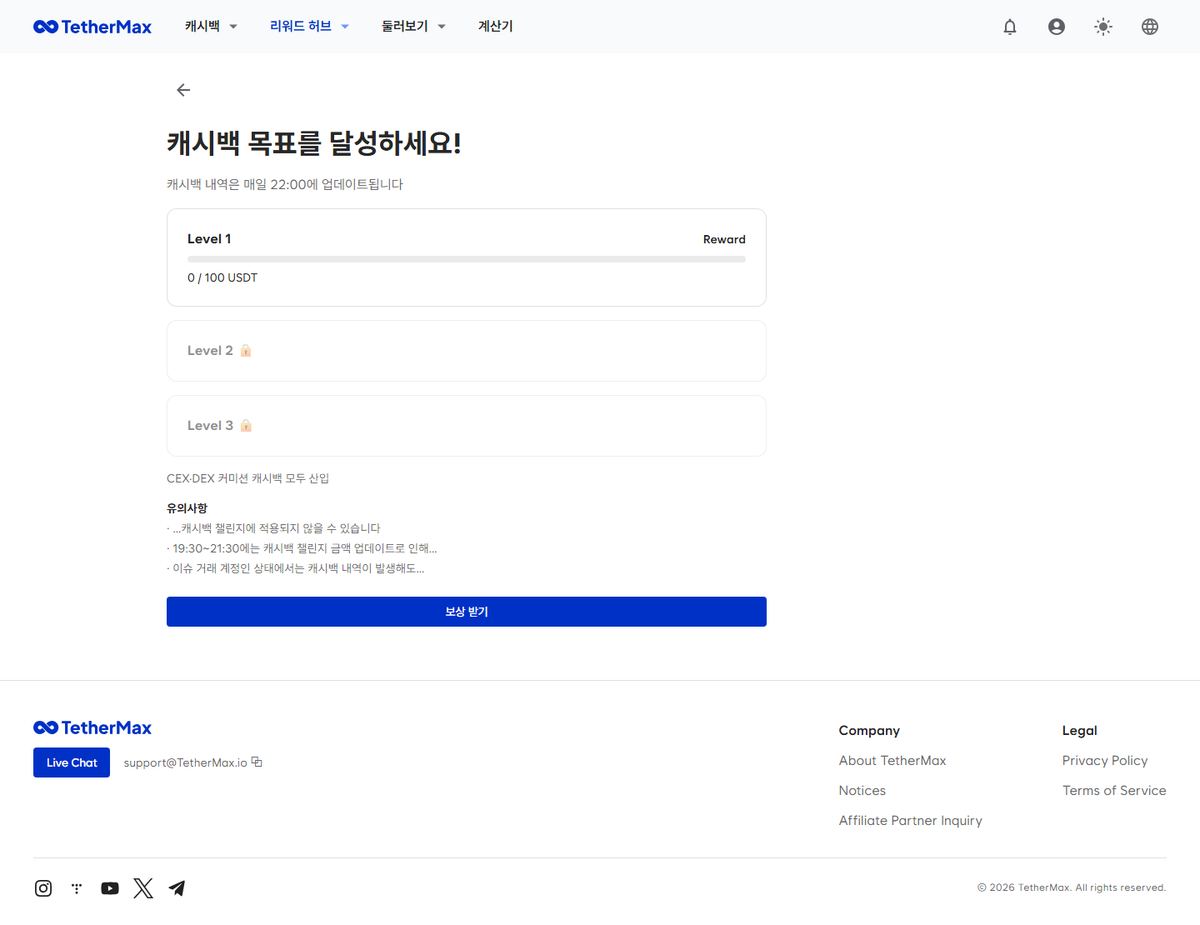 TetherMax 캐시백 리워드 허브 둘러보기 계산기
캐시백 목표를 달성하세요!
캐시백 내역은 매일 22:00에 업데이트됩니다
Level 1 Reward
0 / 100 USDT
Level 2
Level 3
CEX·DEX 커미션 캐시백 모두 산입
유의사항
· ...캐시백 챌린지에 적용되지 않을 수 있습니다
· 19:30~21:30에는 캐시백 챌린지 금액 업데이트로 인해...
· 이슈 거래 계정인 상태에서는 캐시백 내역이 발생해도...
보상 받기
TetherMax
Live Chat support@TetherMax.io
Company
About TetherMax
Notices
Affiliate Partner Inquiry
Legal
Privacy Policy
Terms of Service
© 2026 TetherMax. All rights reserved.